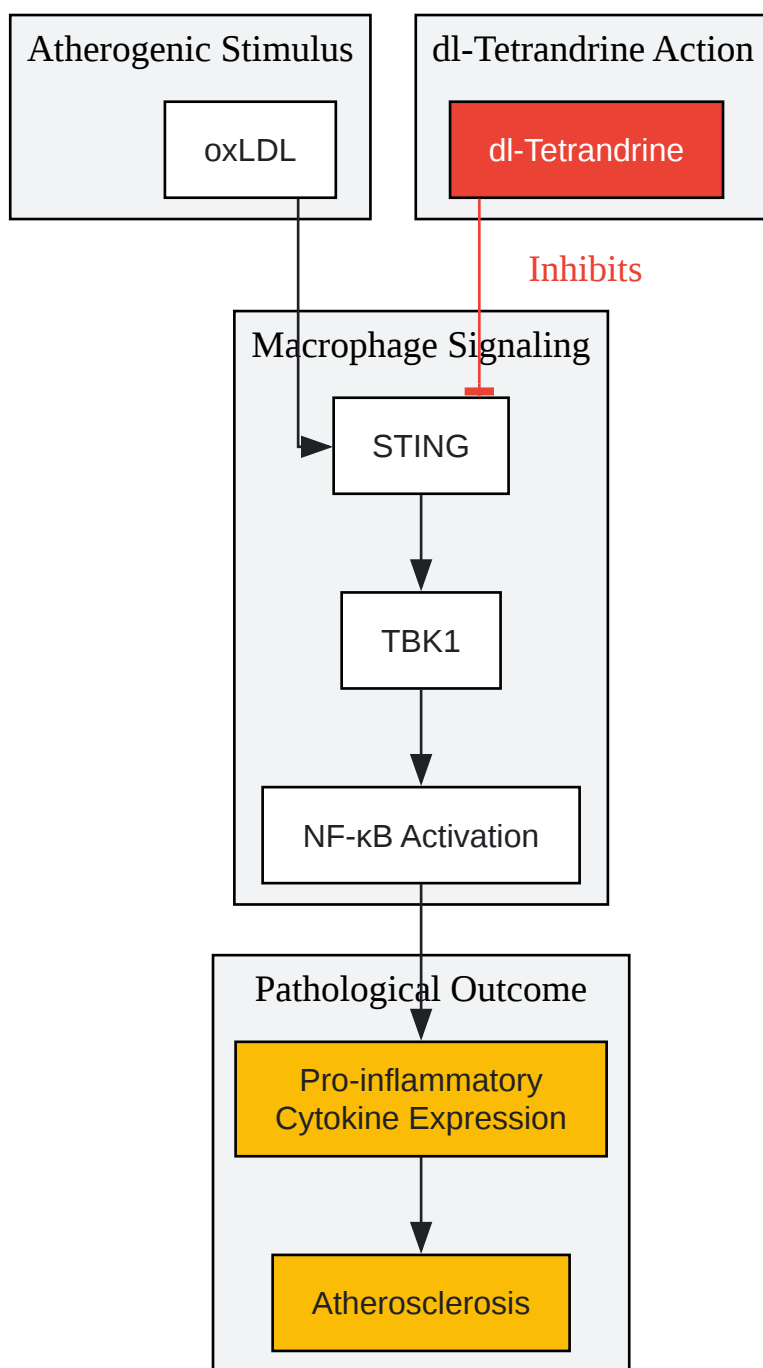 Atherogenic Stimulus
dl-Tetrandrine Action
oxLDL
dl-Tetrandrine
Inhibits
Macrophage Signaling
STING
TBK1
NF-κB Activation
Pathological Outcome
Pro-inflammatory
Cytokine Expression
Atherosclerosis